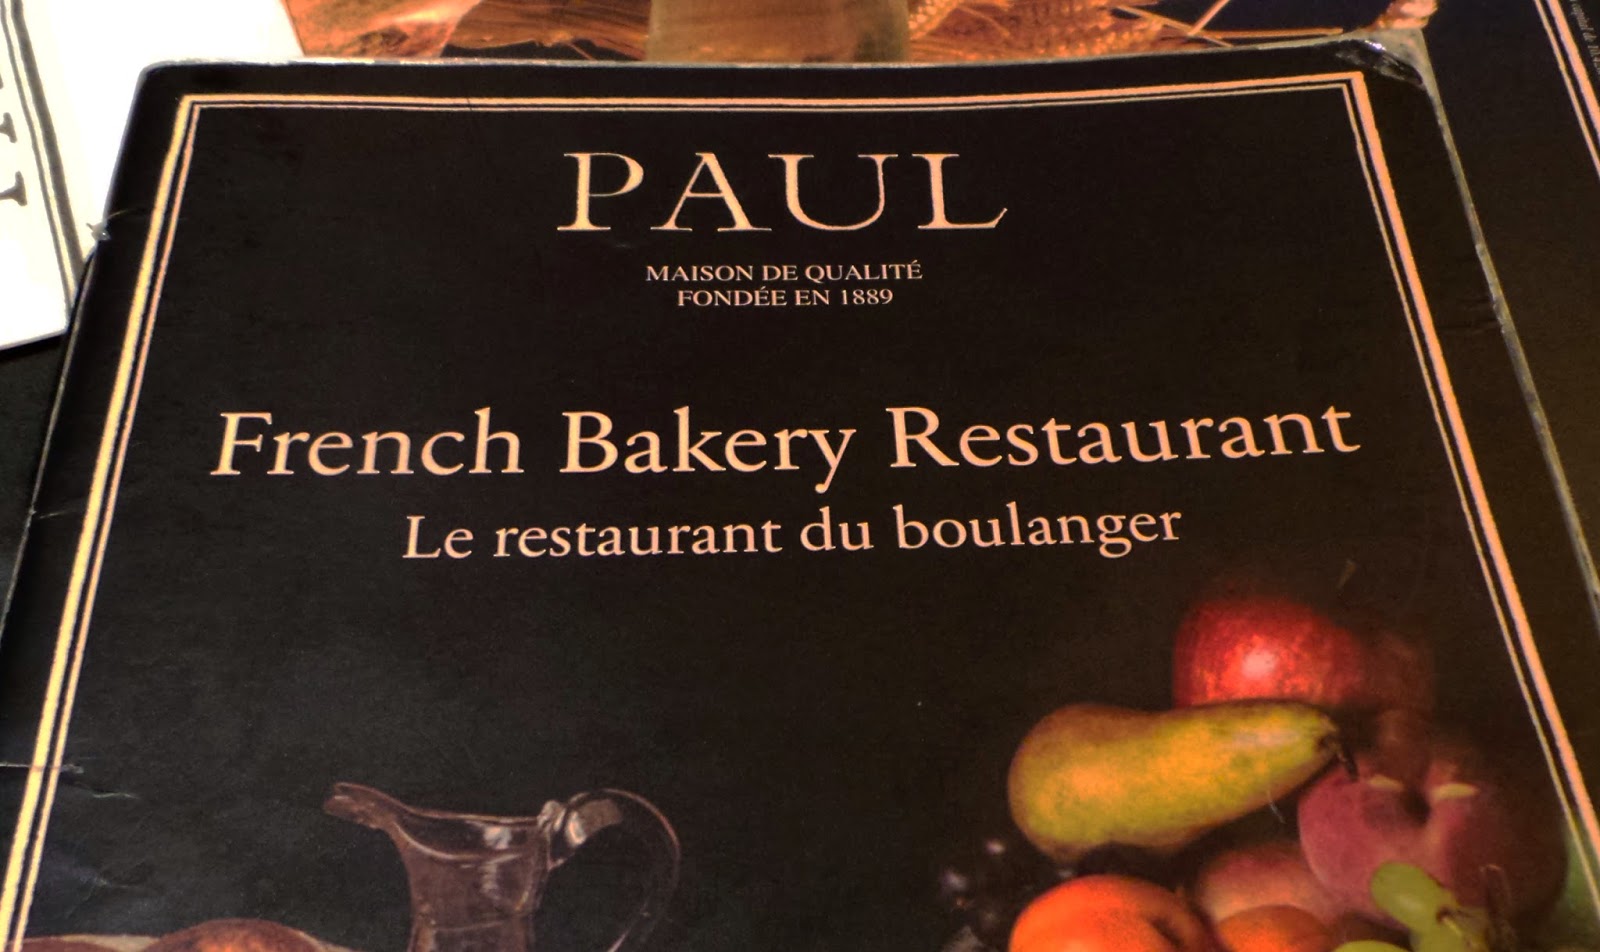 PAUL
MAISON DE QUALITÉ
FONDÉE EN 1889
French Bakery Restaurant
Le restaurant du boulanger